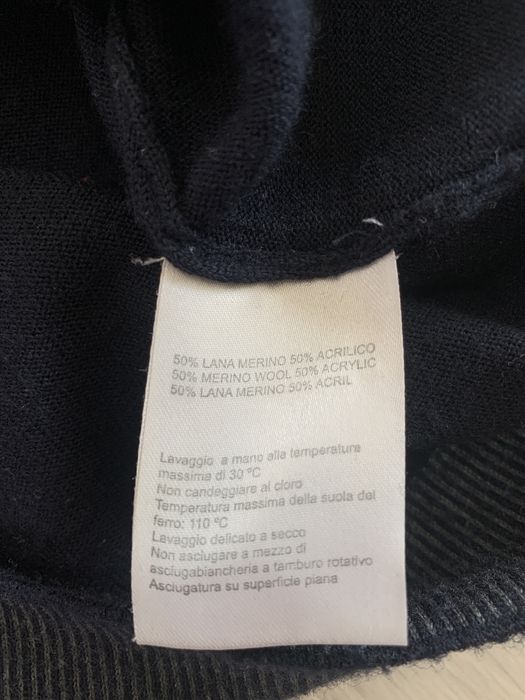 50% LANA MERINO 50% ACRILICO
50% MERINO WOOL 50% ACRYLIC
50% LANA MERINO 50% ACRIL
Lavaggio a mano alla temperatura
massima di 30 °C
Non candeggiare al cloro
Temperatura massima della suola del
ferro: 110 °C
Lavaggio delicato a secco
Non asciugare a mezzo di
asciugabiancheria a tamburo rotativo
Asciugatura su superficie piana